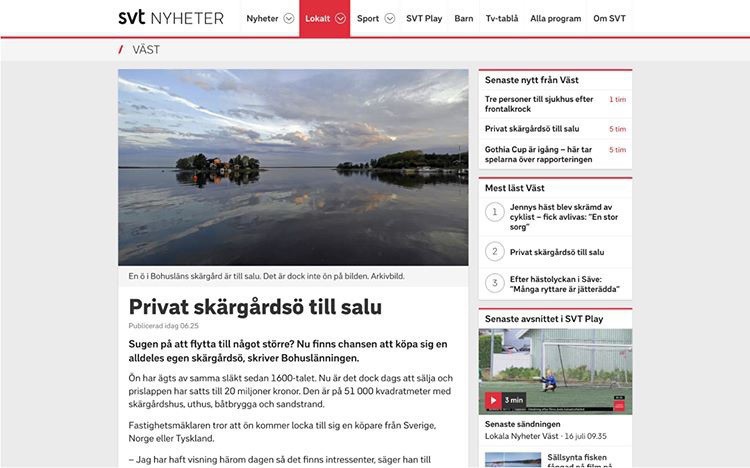 svt NYHETER
Nyheter
Lokalt
Sport
SVT Play
Barn
Tv-tablå
Alla program
Om SVT
/ VÄST
En ö i Bohusläns skärgård är till salu. Det är dock inte ön på bilden. Arkivbild.
Privat skärgårdsö till salu
Publicerad idag 06.25
Sugen på att flytta till något större? Nu finns chansen att köpa sig en
alldeles egen skärgårdsö, skriver Bohuslänningen.
Ön har ägts av samma släkt sedan 1600-talet. Nu är det dock dags att sälja och
prislappen har satts till 20 miljoner kronor. Den är på 51 000 kvadratmeter med
skärgårdshus, uthus, båtbrygga och sandstrand.
Fastighetsmäklaren tror att ön kommer locka till sig en köpare från Sverige,
Norge eller Tyskland.
– Jag har haft visning härom dagen så det finns intressenter, säger han till
Senaste nytt från Väst
Tre personer till sjukhus efter 1 tim
frontalkrock
Privat skärgårdsö till salu 5 tim
Gothia Cup är igång – här tar 5 tim
spelarna över rapporteringen
Mest läst Väst
1 Jennys häst blev skrämd av
cyklist – fick avlivas: "En stor
sorg"
2 Privat skärgårdsö till salu
3 Efter hästolyckan i Säve:
"Många ryttare är jätterädda"
Senaste avsnittet i SVT Play
3 min
Senaste sändningen
Lokala Nyheter Väst · 16 juli 09.35
Sällsynta fisken
fångad på film på